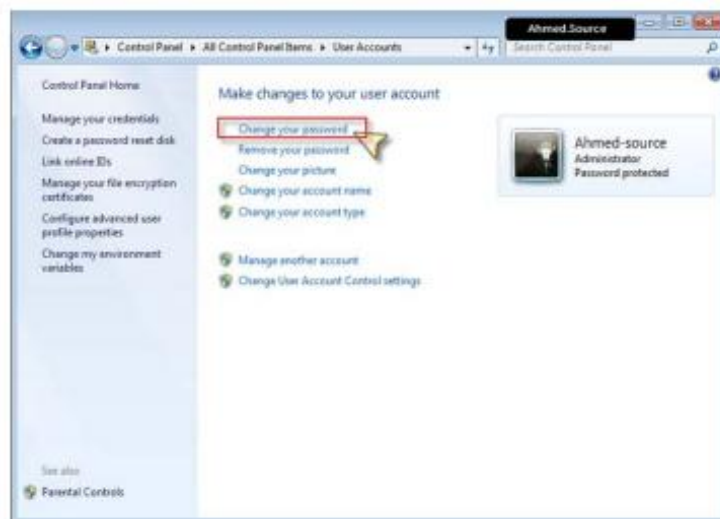 Ahmed.Source
Control Panel ▸ All Control Panel Items ▸ User Accounts
Search Control Panel
Control Panel Home
Manage your credentials
Create a password reset disk
Link online IDs
Manage your file encryption
certificates
Configure advanced user
profile properties
Change my environment
variables
See also
Parental Controls
Make changes to your user account
Change your password
Remove your password
Change your picture
Change your account name
Change your account type
Manage another account
Change User Account Control settings
Ahmed-source
Administrator
Password protected